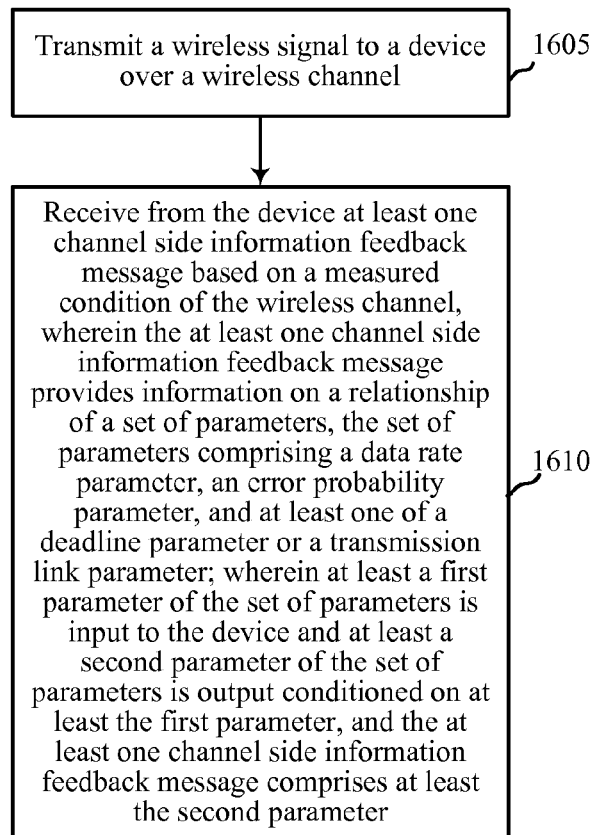 Transmit a wireless signal to a device
over a wireless channel
1605
Receive from the device at least one
channel side information feedback
message based on a measured
condition of the wireless channel,
wherein the at least one channel side
information feedback message
provides information on a relationship
of a set of parameters, the set of
parameters comprising a data rate
parameter, an error probability
parameter, and at least one of a
deadline parameter or a transmission
link parameter; wherein at least a first
parameter of the set of parameters is
input to the device and at least a
second parameter of the set of
parameters is output conditioned on at
least the first parameter, and the at
least one channel side information
feedback message comprises at least
the second parameter
1610